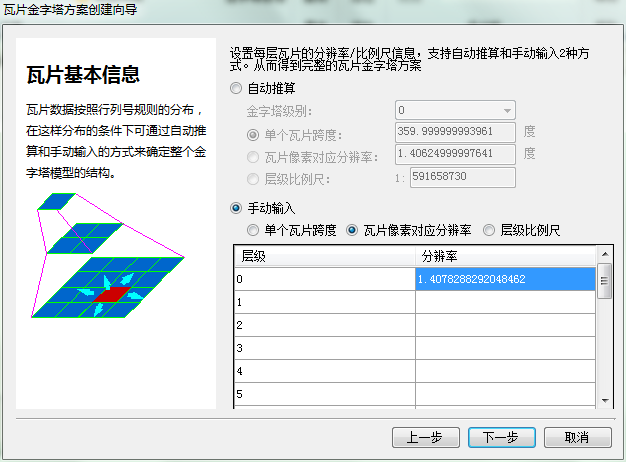 瓦片金字塔方案创建向导
瓦片基本信息
瓦片数据按照行列号规则的分布，
在这样分布的条件下可通过自动推
算和手动输入的方式来确定整个金
字塔模型的结构。
设置每层瓦片的分辨率/比例尺信息，支持自动推算和手动输入2种方
式。从而得到完整的瓦片金字塔方案
自动推算
金字塔级别： 0
单个瓦片跨度： 359.999999993961 度
瓦片像素对应分辨率： 1.40624999997641 度
层级比例尺： 1: 591658730
手动输入
单个瓦片跨度 瓦片像素对应分辨率 层级比例尺
层级 分辨率
0 1.4078288292048462
1
2
3
4
5
上一步 下一步 取消